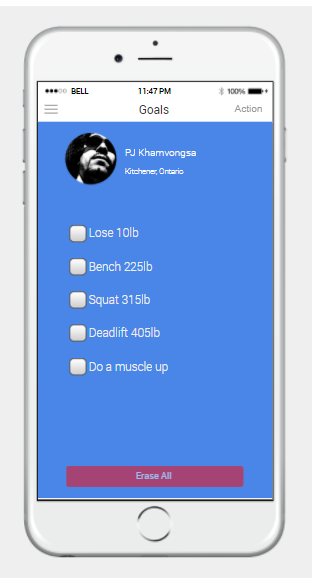 BELL 11:47 PM 100%
Goals Action
PJ Khamvongsa
Kitchener, Ontario
Lose 10lb
Bench 225lb
Squat 315lb
Deadlift 405lb
Do a muscle up
Erase All